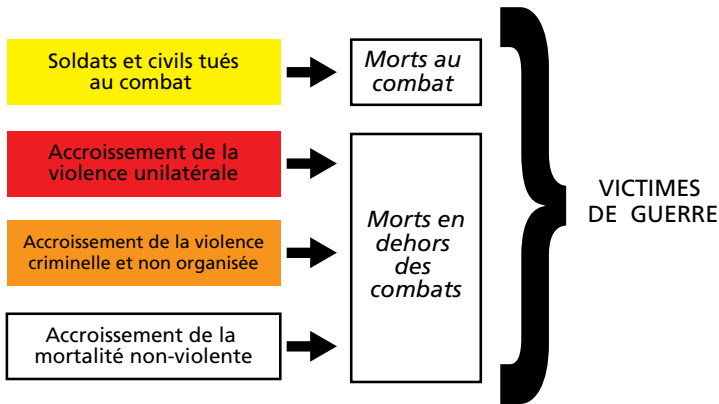 Soldats et civils tués
au combat
Morts au
combat
Accroissement de la
violence unilatérale
Accroissement de la violence
criminelle et non organisée
Accroissement de la
mortalité non-violente
Morts en
dehors
des
combats
VICTIMES
DE GUERRE